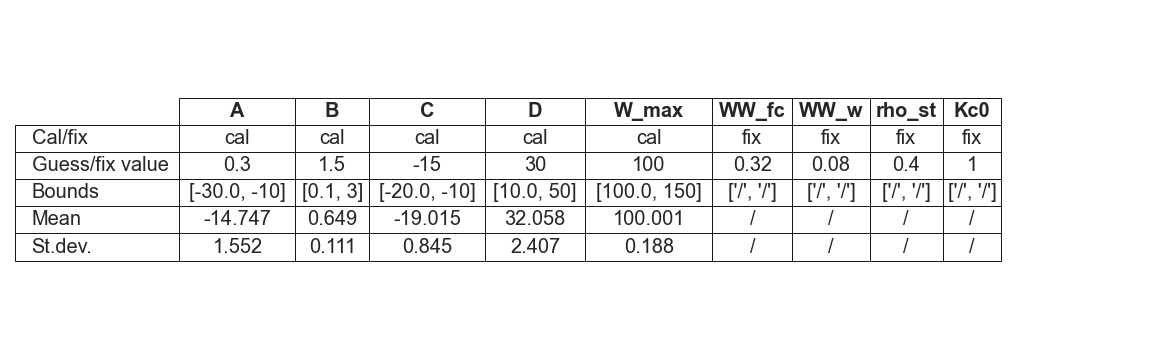 A B C D W_max WW_fc WW_w rho_st Kc0
Cal/fix cal cal cal cal cal fix fix fix fix
Guess/fix value 0.3 1.5 -15 30 100 0.32 0.08 0.4 1
Bounds [-30.0, -10] [0.1, 3] [-20.0, -10] [10.0, 50] [100.0, 150] ['/', '/'] ['/', '/'] ['/', '/'] ['/', '/']
Mean -14.747 0.649 -19.015 32.058 100.001 / / / /
St.dev. 1.552 0.111 0.845 2.407 0.188 / / / /